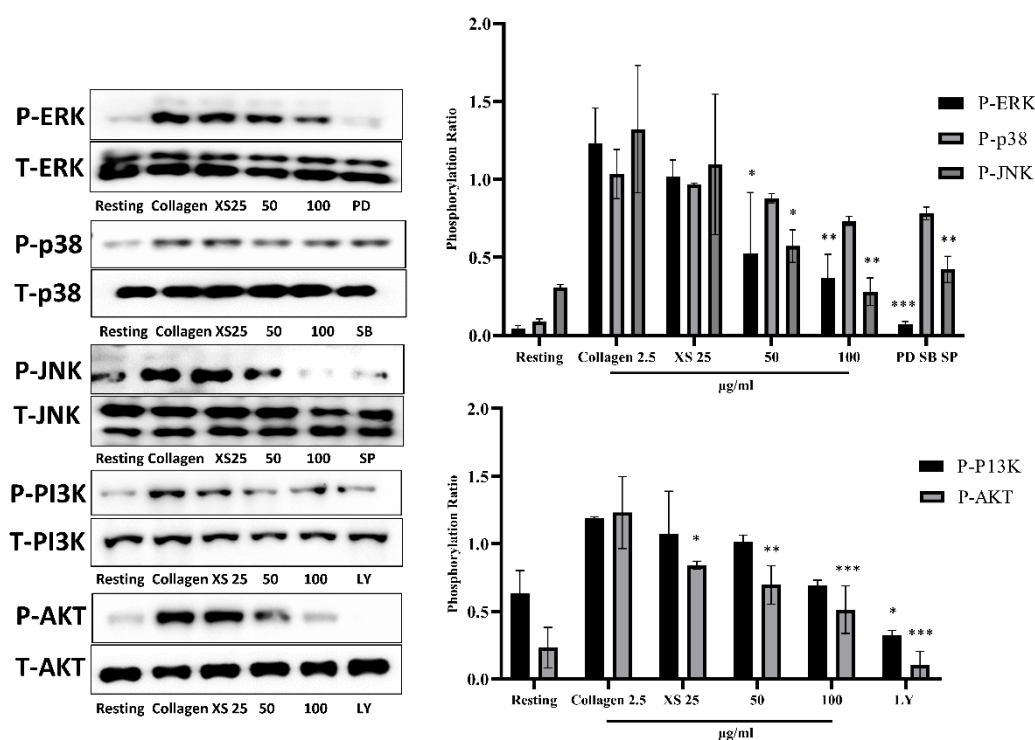 P-ERK
T-ERK
Resting Collagen XS25 50 100 PD
P-p38
T-p38
Resting Collagen XS25 50 100 SB
P-JNK
T-JNK
Resting Collagen XS25 50 100 SP
P-PI3K
T-PI3K
Resting Collagen XS 25 50 100 LY
P-AKT
T-AKT
Resting Collagen XS 25 50 100 LY
Phosphorylation Ratio
2.0
1.5
1.0
0.5
0.0
P-ERK
P-p38
P-JNK
* * ** ** *** **
Resting Collagen 2.5 XS 25 50 100 PD SB SP
µg/ml
Phosphorylation Ratio
2.0
1.5
1.0
0.5
0.0
P-P13K
P-AKT
* ** *** * ***
Resting Collagen 2.5 XS 25 50 100 LY
µg/ml